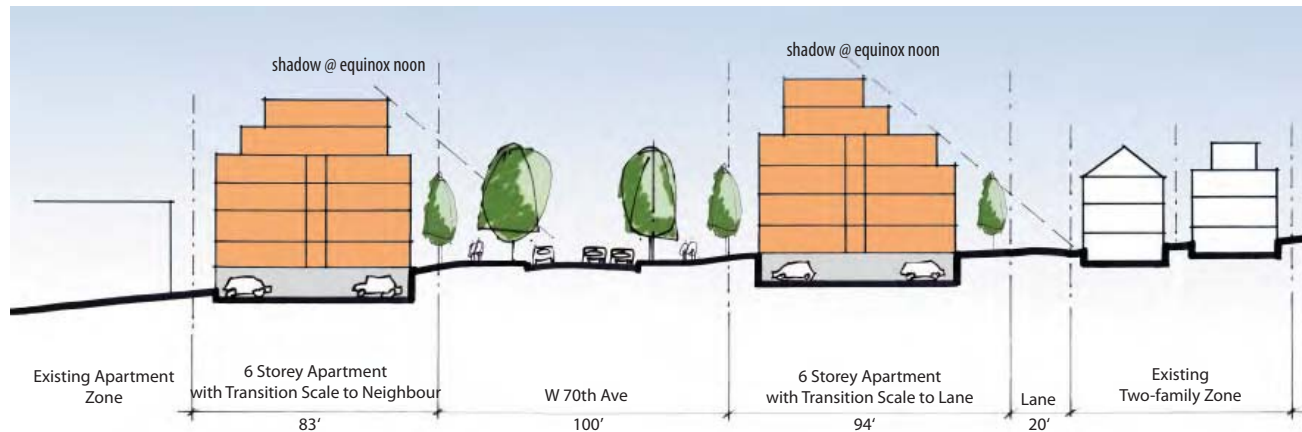 shadow @ equinox noon
shadow @ equinox noon
Existing Apartment
Zone
6 Storey Apartment
with Transition Scale to Neighbour
83'
W 70th Ave
100'
6 Storey Apartment
with Transition Scale to Lane
94'
Lane
20'
Existing
Two-family Zone